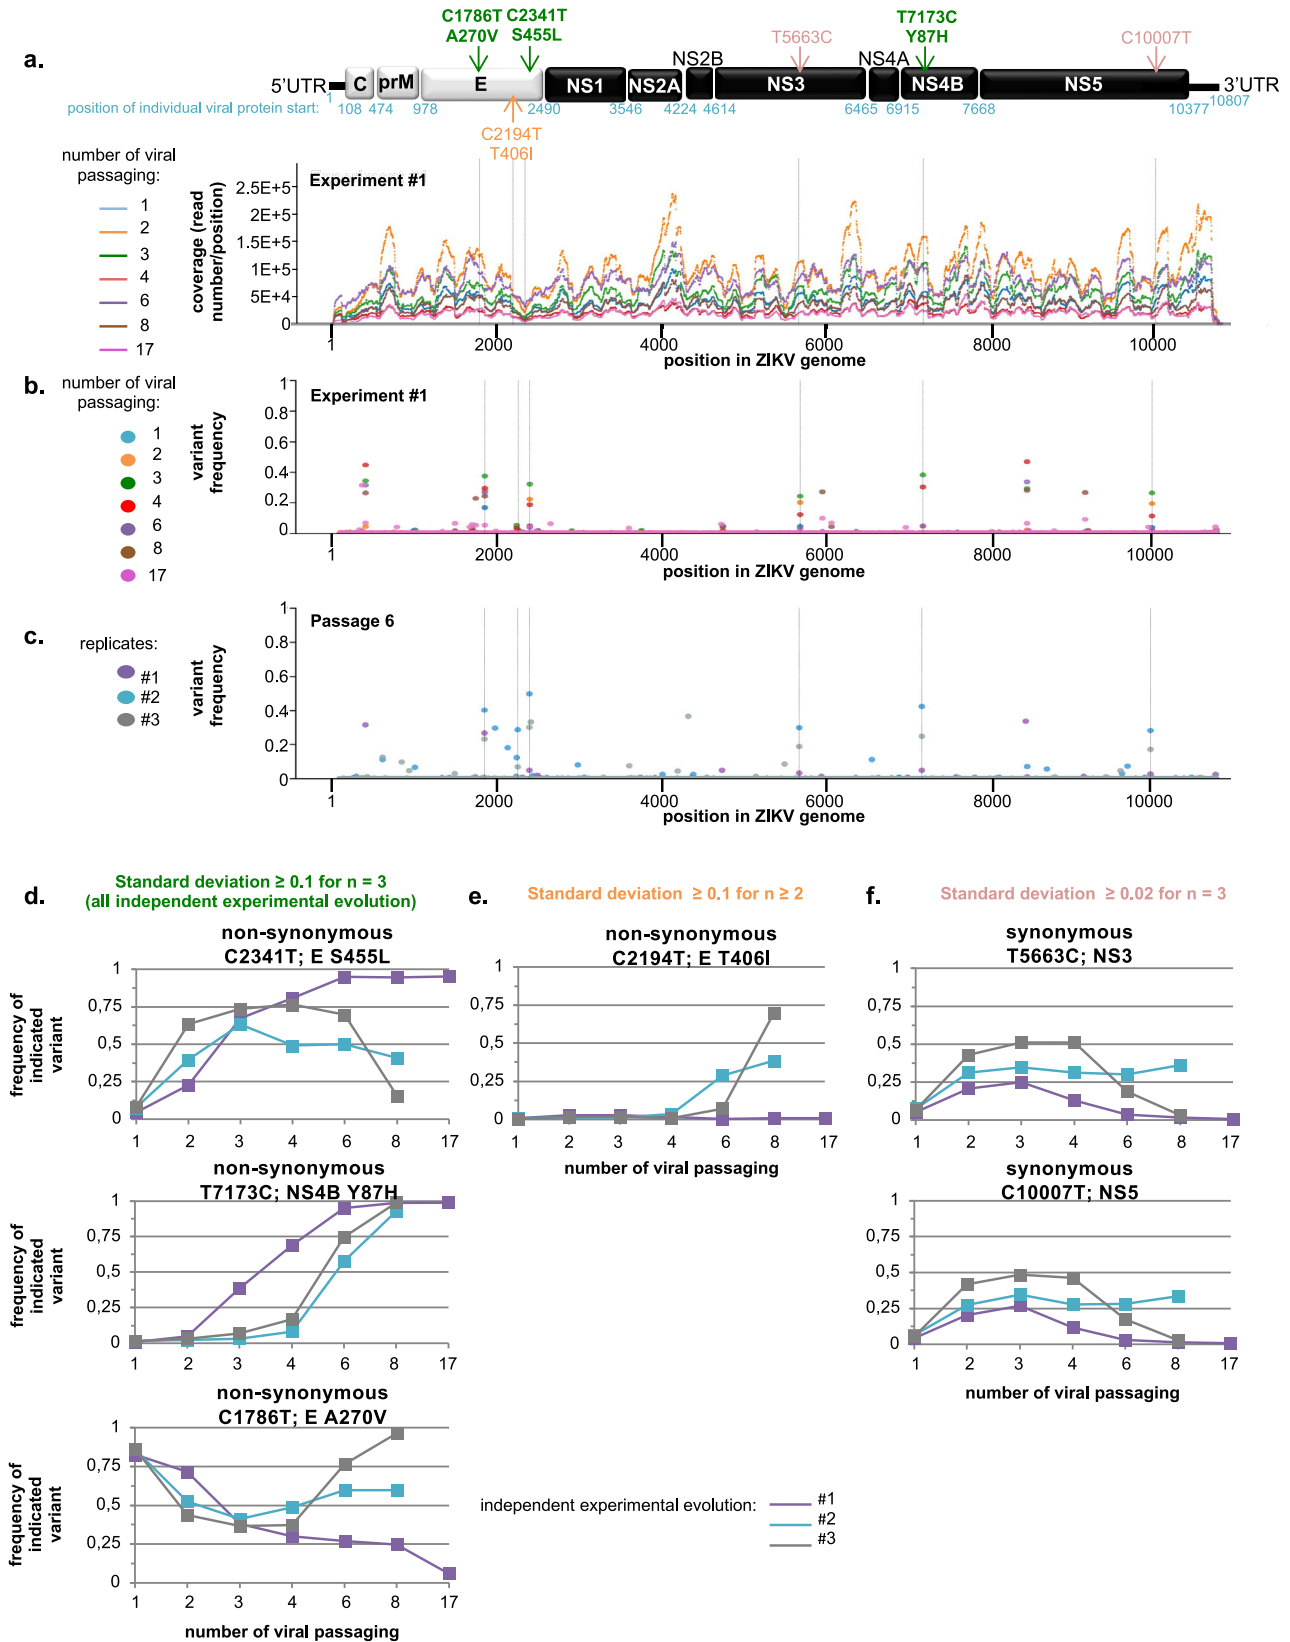 a.
C1786T
A270V
C2341T
S455L
T5663C
T7173C
Y87H
C10007T
5'UTR
C
prM
E
NS1
NS2A
NS2B
NS3
NS4A
NS4B
NS5
3'UTR
position of individual viral protein start:
1
108
474
978
2490
3546
4224
4614
6465
6915
7668
10377
10807
C2194T
T406I
number of viral
passaging:
1
2
3
4
6
8
17
coverage (read
number/position)
Experiment #1
2.5E+5
2E+5
1E+5
1E+5
5E+4
0
1
2000
4000
6000
8000
10000
position in ZIKV genome
b.
number of viral
passaging:
1
2
3
4
6
8
17
variant
frequency
Experiment #1
1
0.8
0.6
0.4
0.2
0
1
2000
4000
6000
8000
10000
position in ZIKV genome
c.
replicates:
#1
#2
#3
variant
frequency
Passage 6
1
0.8
0.6
0.4
0.2
0
1
2000
4000
6000
8000
10000
position in ZIKV genome
d.
Standard deviation ≥ 0.1 for n = 3
(all independent experimental evolution)
non-synonymous
C2341T; E S455L
frequency of
indicated
variant
1
0,75
0,5
0,25
0
1
2
3
4
6
8
17
non-synonymous
T7173C; NS4B Y87H
frequency of
indicated
variant
1
0,75
0,5
0,25
0
1
2
3
4
6
8
17
non-synonymous
C1786T; E A270V
frequency of
indicated
variant
1
0,75
0,5
0,25
0
1
2
3
4
6
8
17
number of viral passaging
e.
Standard deviation ≥ 0.1 for n ≥ 2
non-synonymous
C2194T; E T406I
1
0,75
0,5
0,25
0
1
2
3
4
6
8
17
number of viral passaging
f.
Standard deviation ≥ 0.02 for n = 3
synonymous
T5663C; NS3
1
0,75
0,5
0,25
0
1
2
3
4
6
8
17
synonymous
C10007T; NS5
1
0,75
0,5
0,25
0
1
2
3
4
6
8
17
number of viral passaging
independent experimental evolution:
#1
#2
#3